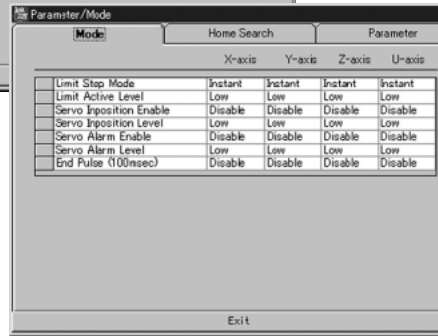 Parameter/Mode
Mode Home Search Parameter
X-axis Y-axis Z-axis U-axis
Limit Stop Mode Instant Instant Instant Instant
Limit Active Level Low Low Low Low
Servo Inposition Enable Disable Disable Disable Disable
Servo Inposition Level Low Low Low Low
Servo Alarm Enable Disable Disable Disable Disable
Servo Alarm Level Low Low Low Low
End Pulse (100msec) Disable Disable Disable Disable
Exit